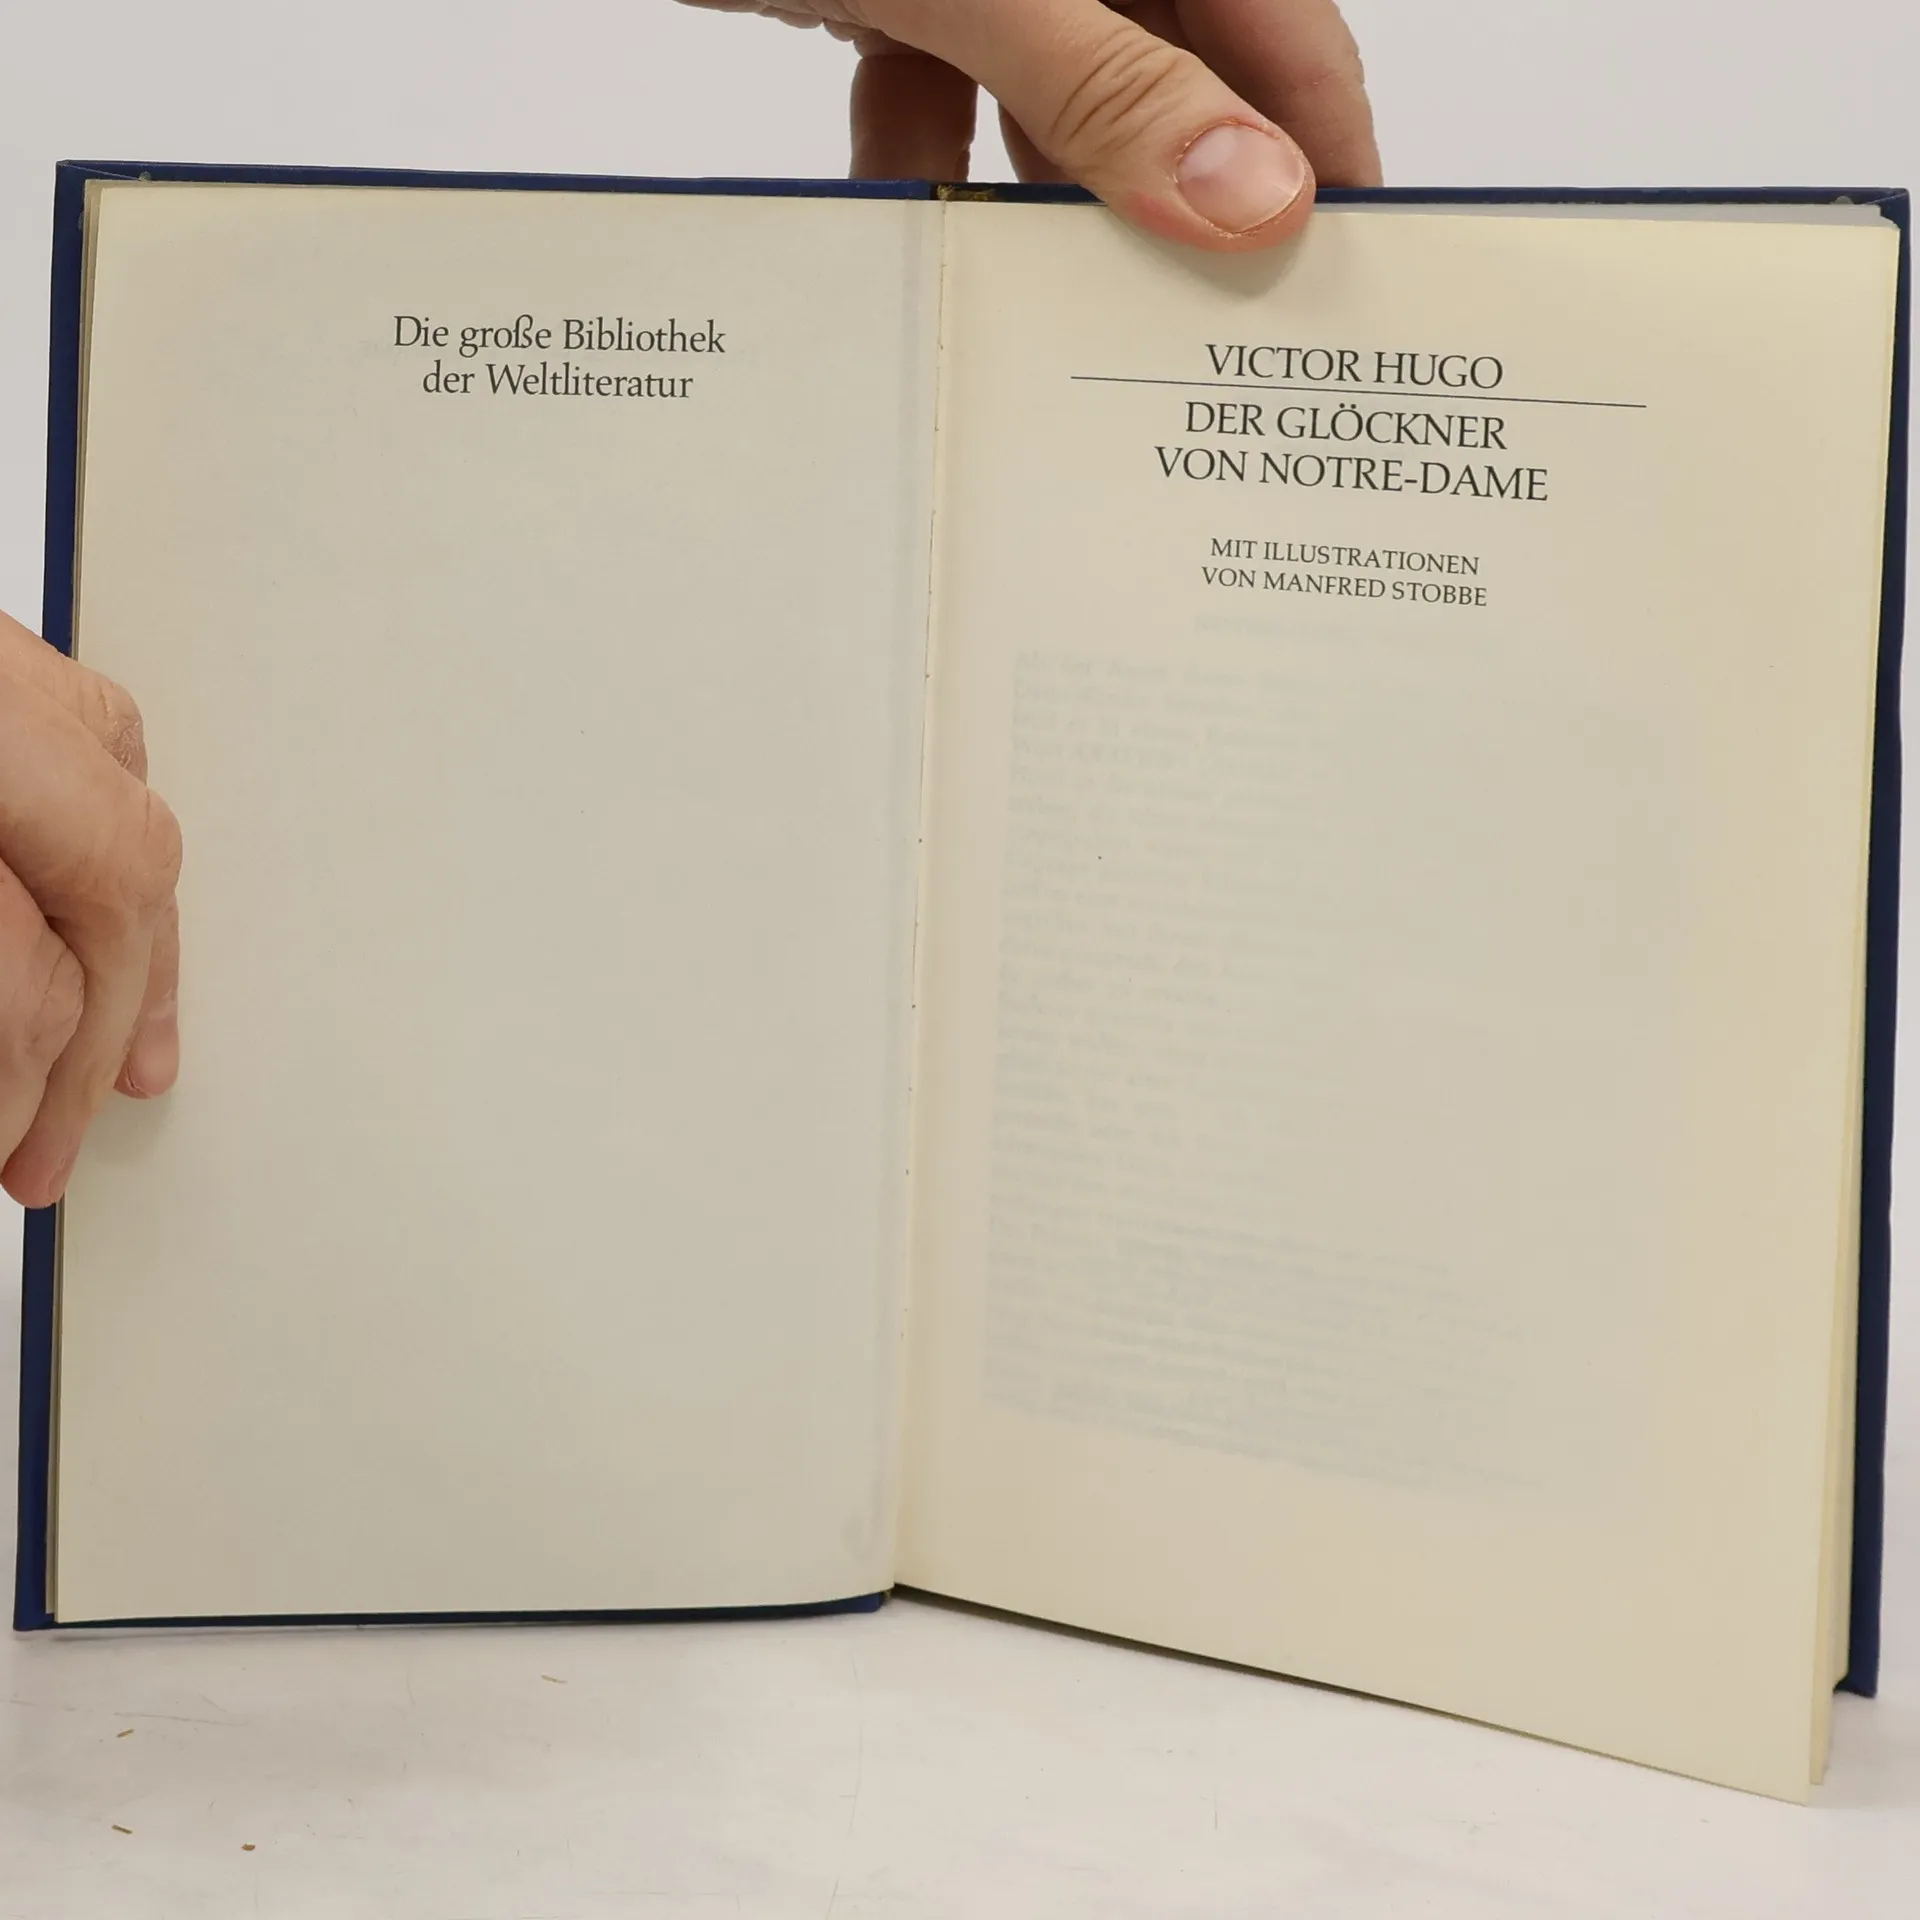 Die große Bibliothek
der Weltliteratur
VICTOR HUGO
DER GLÖCKNER
VON NOTRE-DAME
MIT ILLUSTRATIONEN
VON MANFRED STOBBE